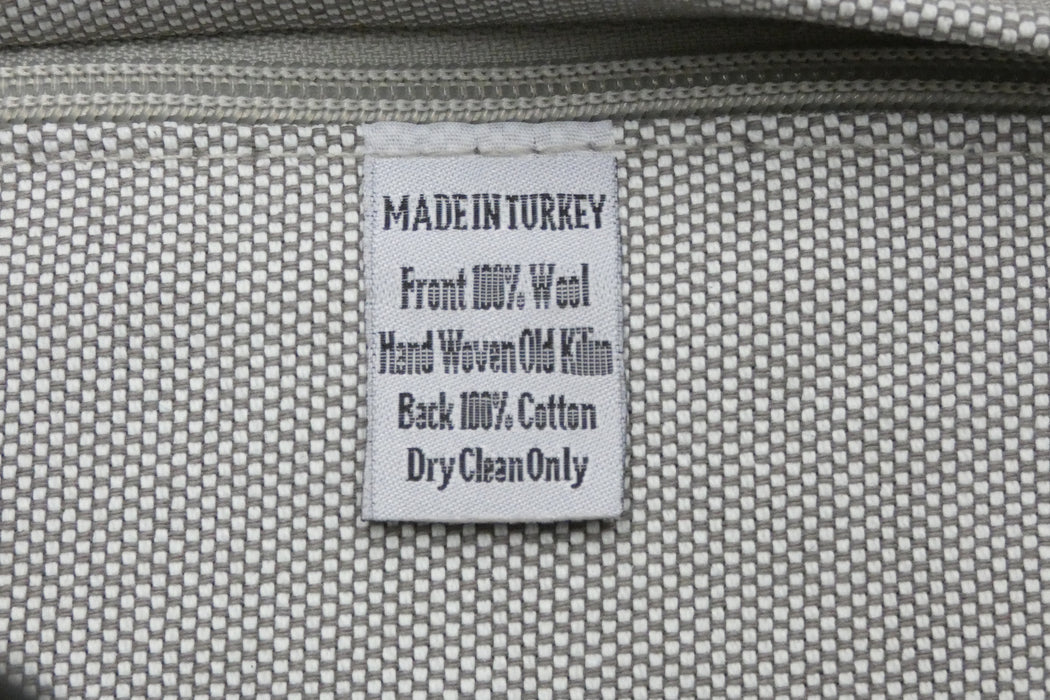 MADE IN TURKEY
Front 100% Wool
Hand Woven Old Kilim
Back 100% Cotton
Dry Clean Only